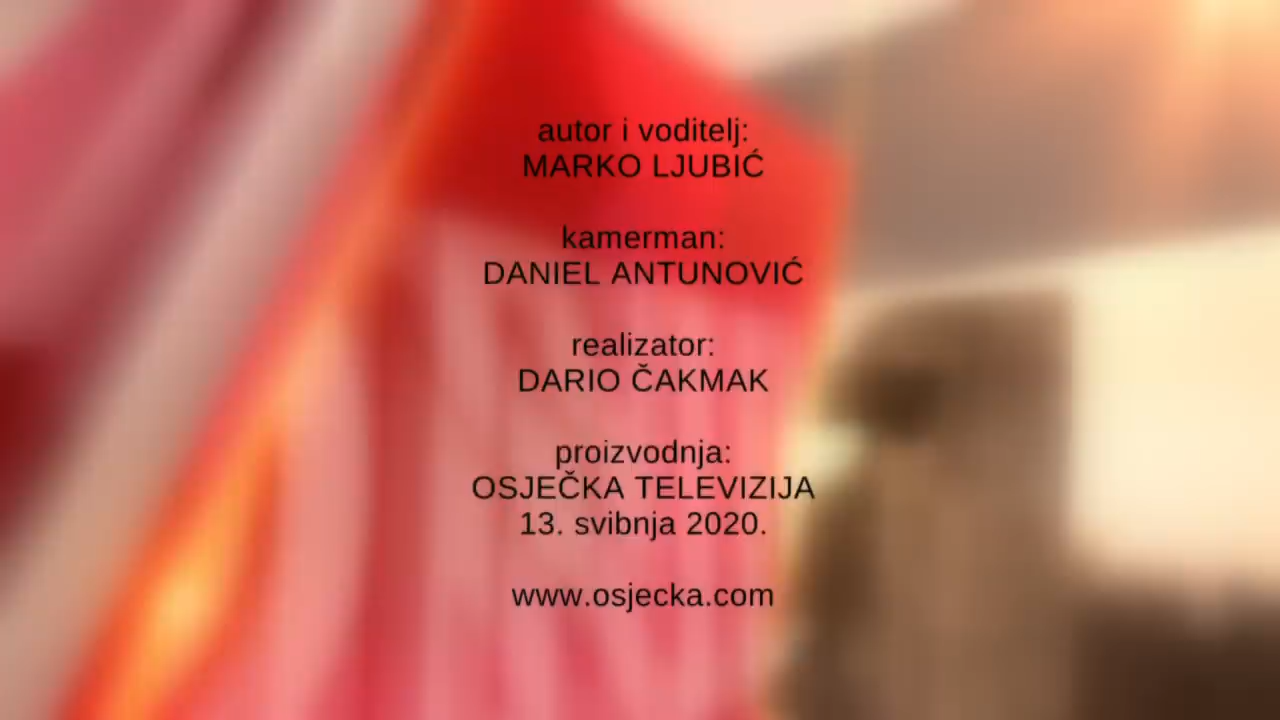 autor i voditelj:
MARKO LJUBIĆ
kamerman:
DANIEL ANTUNOVIĆ
realizator:
DARIO ČAKMAK
proizvodnja:
OSJEČKA TELEVIZIJA
13. svibnja 2020.
www.osjecka.com